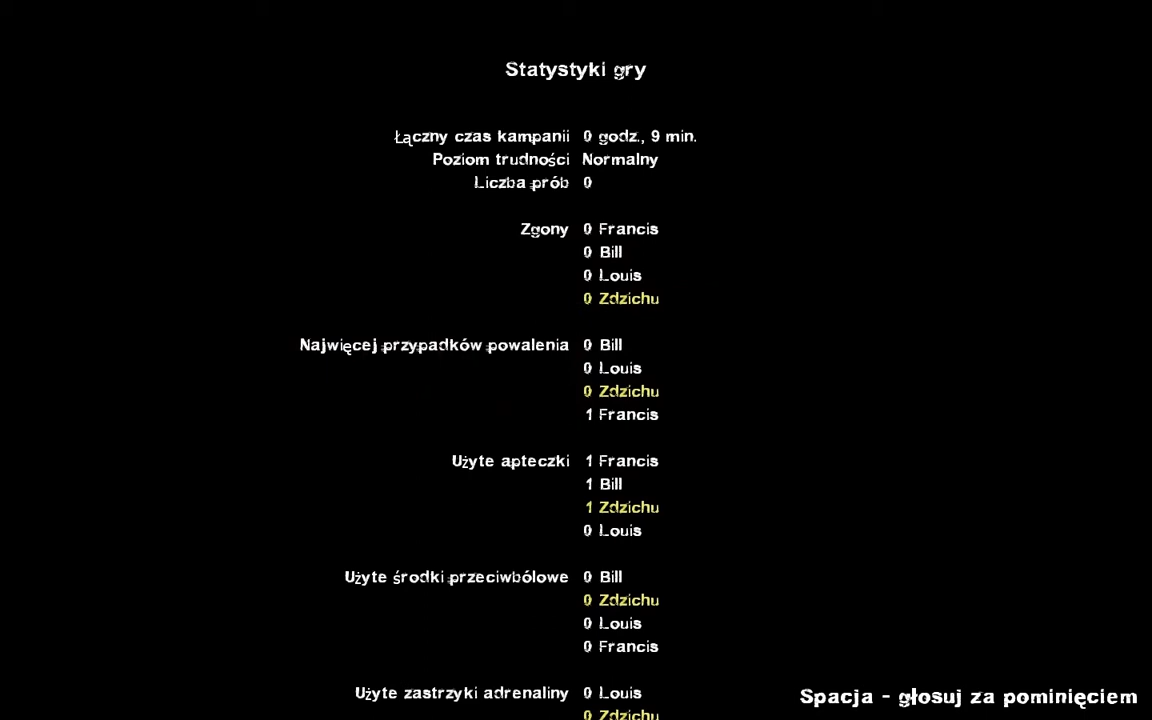 Statystyki gry
Łączny czas kampanii 0 godz., 9 min.
Poziom trudności Normalny
Liczba prób 0
Zgony 0 Francis
0 Bill
0 Louis
0 Zdzichu
Najwięcej przypadków powalenia 0 Bill
0 Louis
0 Zdzichu
1 Francis
Użyte apteczki 1 Francis
1 Bill
1 Zdzichu
0 Louis
Użyte środki przeciwbólowe 0 Bill
0 Zdzichu
0 Louis
0 Francis
Użyte zastrzyki adrenaliny 0 Louis
0 Zdzichu
Spacja - głosuj za pominięciem